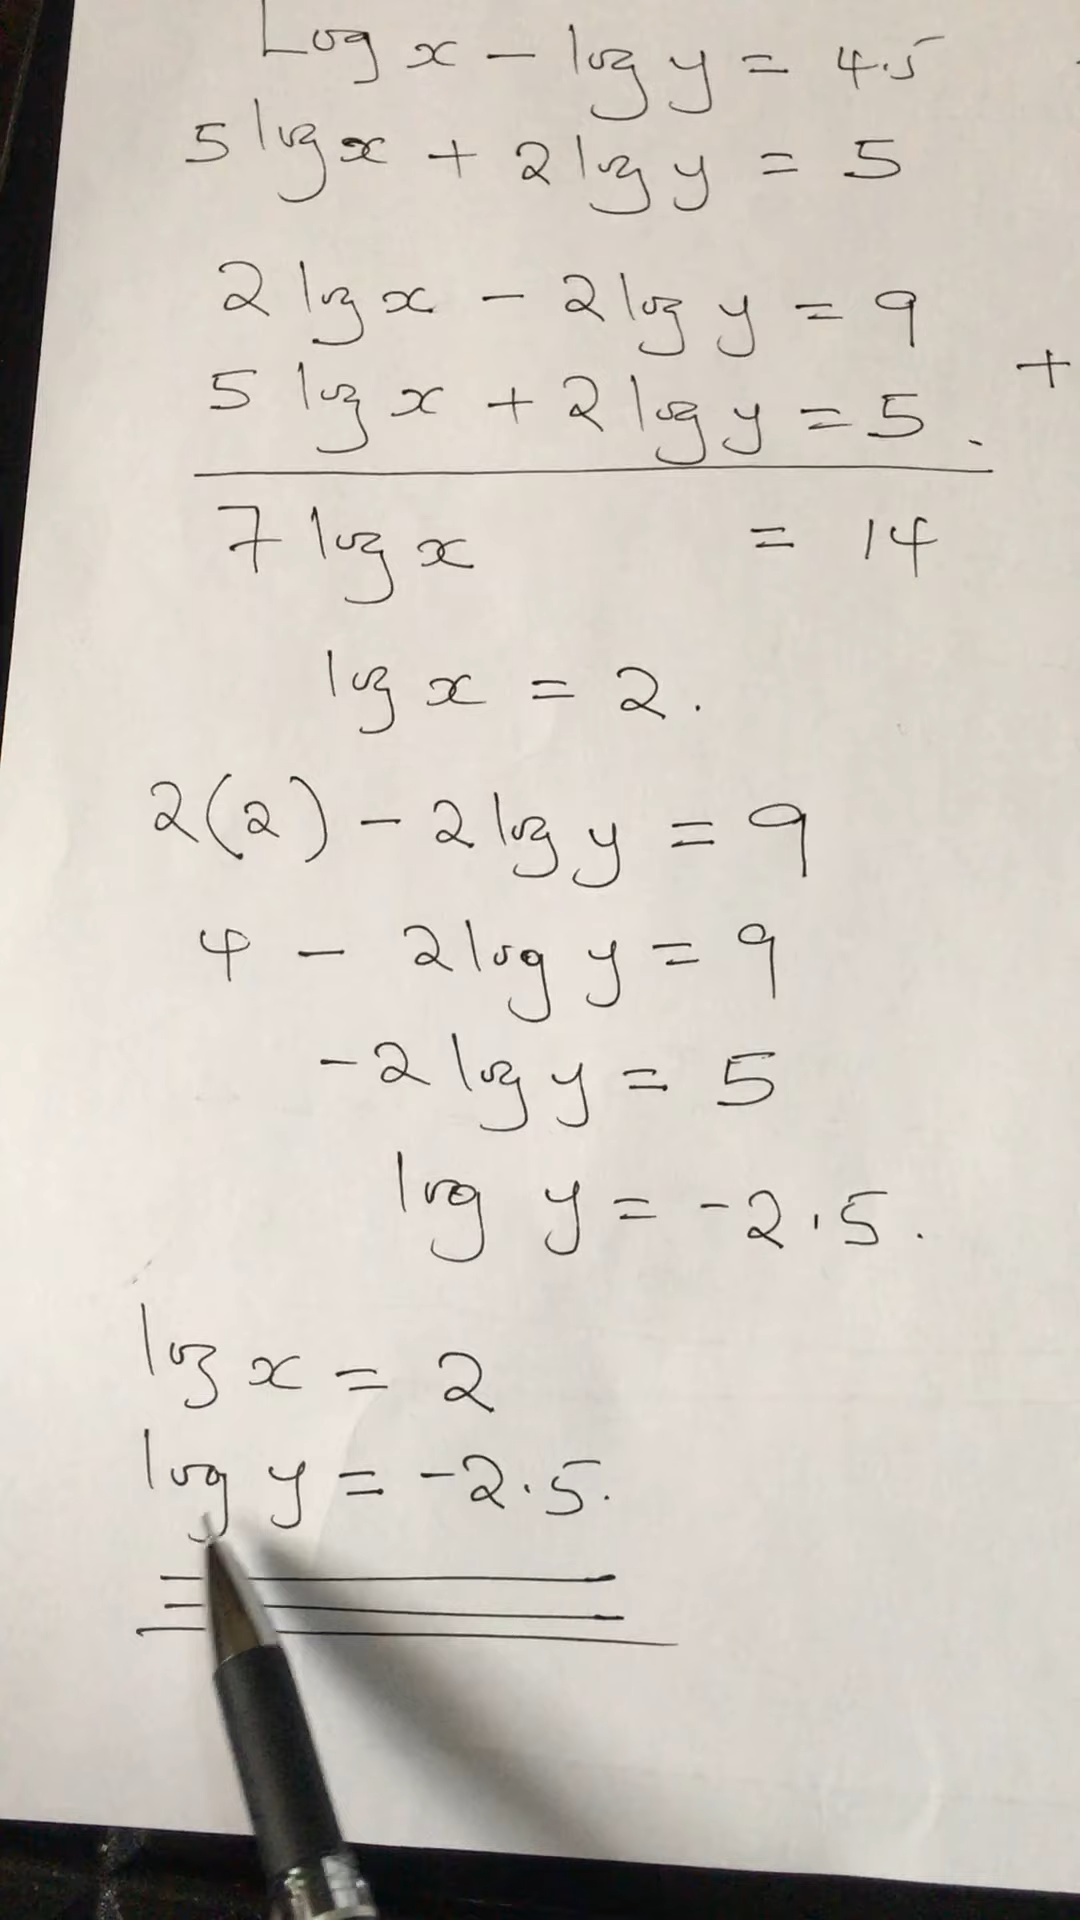 Log x - log y = 4.5
5 log x + 2 log y = 5
2 log x - 2 log y = 9
5 log x + 2 log y = 5. +
7 log x = 14
log x = 2.
2(2) - 2 log y = 9
4 - 2 log y = 9
-2 log y = 5
log y = -2.5.
log x = 2
log y = -2.5.